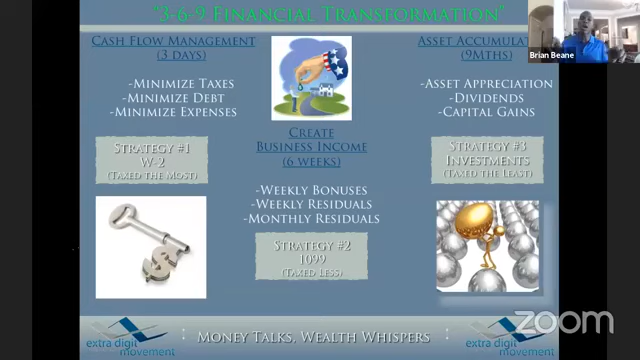 "3-6-9 Financial Transformation"
Cash Flow Management
(3 days)
-Minimize Taxes
-Minimize Debt
-Minimize Expenses
Strategy #1
W-2
(Taxed the Most)
Create
Business Income
(6 weeks)
-Weekly Bonuses
-Weekly Residuals
-Monthly Residuals
Strategy #2
1099
(Taxed Less)
Asset
(9Mths)
-Asset Appreciation
-Dividends
-Capital Gains
Strategy #3
Investments
(Taxed the Least)
Brian Beane
zoom
extra digit
movement
Money Talks, Wealth Whispers
extra digit
movement